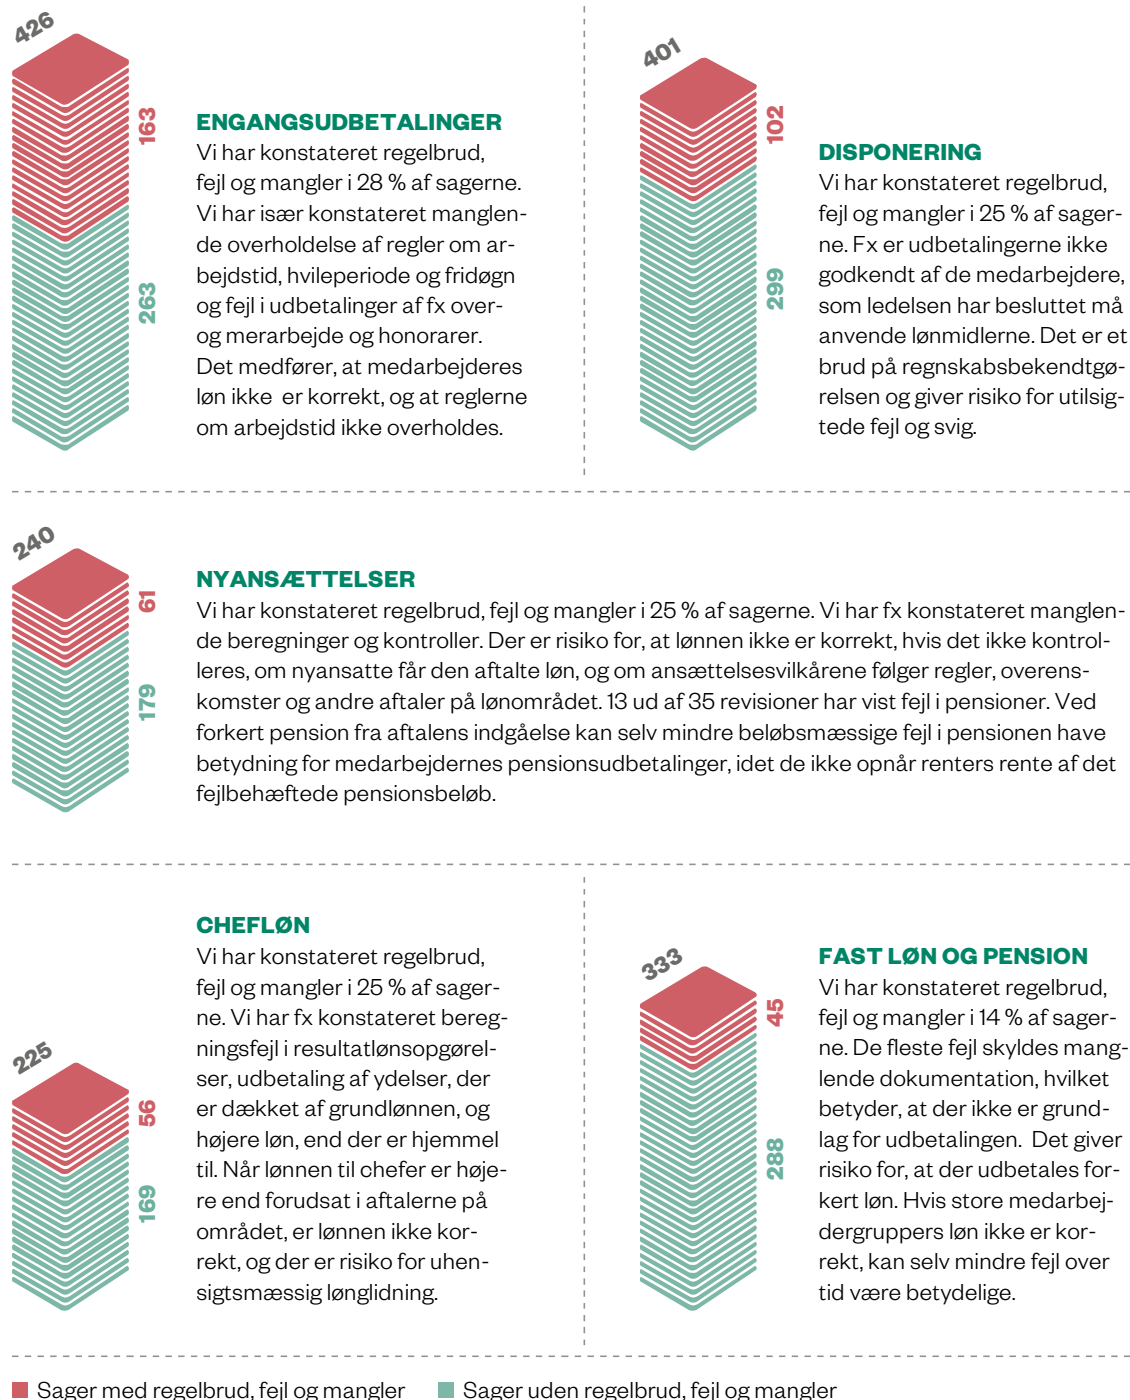 426
163
263
ENGANGSUDBETALINGER
Vi har konstateret regelbrud,
fejl og mangler i 28 % af sagerne.
Vi har især konstateret manglen-
de overholdelse af regler om ar-
bejdstid, hvileperiode og fridøgn
og fejl i udbetalinger af fx over-
og merarbejde og honorarer.
Det medfører, at medarbejderes
løn ikke er korrekt, og at reglerne
om arbejdstid ikke overholdes.
401
102
299
DISPONERING
Vi har konstateret regelbrud,
fejl og mangler i 25 % af sager-
ne. Fx er udbetalingerne ikke
godkendt af de medarbejdere,
som ledelsen har besluttet må
anvende lønmidlerne. Det er et
brud på regnskabsbekendtgø-
relsen og giver risiko for utilsig-
tede fejl og svig.
240
61
179
NYANSÆTTELSER
Vi har konstateret regelbrud, fejl og mangler i 25 % af sagerne. Vi har fx konstateret manglen-
de beregninger og kontroller. Der er risiko for, at lønnen ikke er korrekt, hvis det ikke kontrol-
leres, om nyansatte får den aftalte løn, og om ansættelsesvilkårene følger regler, overens-
komster og andre aftaler på lønområdet. 13 ud af 35 revisioner har vist fejl i pensioner. Ved
forkert pension fra aftalens indgåelse kan selv mindre beløbsmæssige fejl i pensionen have
betydning for medarbejdernes pensionsudbetalinger, idet de ikke opnår renters rente af det
fejlbehæftede pensionsbeløb.
225
56
169
CHEFLØN
Vi har konstateret regelbrud,
fejl og mangler i 25 % af sager-
ne. Vi har fx konstateret bereg-
ningsfejl i resultatlønsopgørel-
ser, udbetaling af ydelser, der
er dækket af grundlønnen, og
højere løn, end der er hjemmel
til. Når lønnen til chefer er høje-
re end forudsat i aftalerne på
området, er lønnen ikke kor-
rekt, og der er risiko for uhen-
sigtsmæssig lønglidning.
333
45
288
FAST LØN OG PENSION
Vi har konstateret regelbrud,
fejl og mangler i 14 % af sager-
ne. De fleste fejl skyldes mang-
lende dokumentation, hvilket
betyder, at der ikke er grund-
lag for udbetalingen. Det giver
risiko for, at der udbetales for-
kert løn. Hvis store medarbej-
dergruppers løn ikke er kor-
rekt, kan selv mindre fejl over
tid være betydelige.
Sager med regelbrud, fejl og mangler
Sager uden regelbrud, fejl og mangler